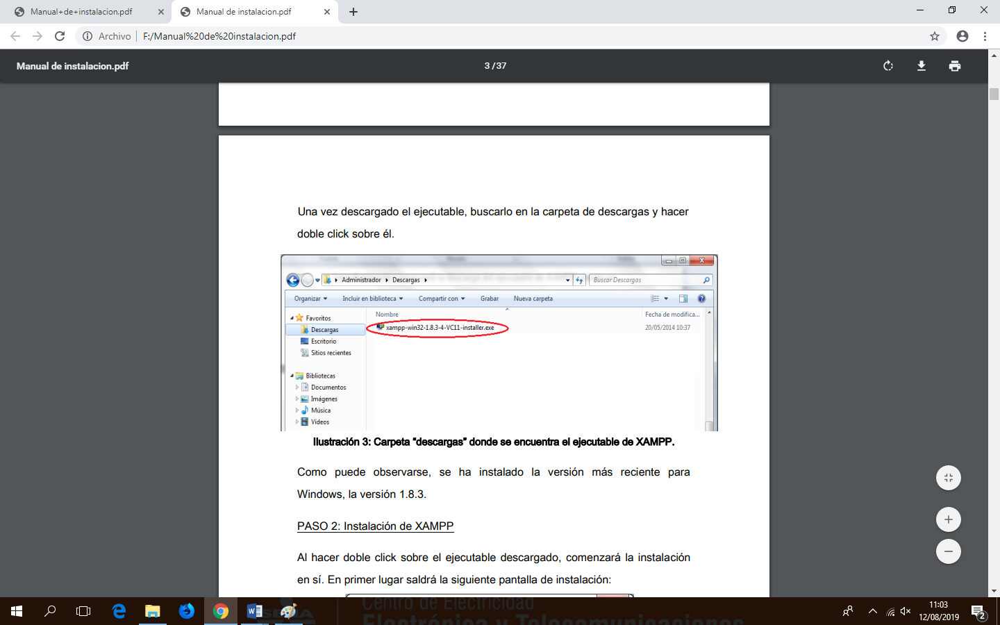 Manual+de+instalacion.pdf
Manual de instalacion.pdf
Archivo
F:/Manual%20de%20instalacion.pdf
Manual de instalacion.pdf
3 / 37
Una vez descargado el ejecutable, buscarlo en la carpeta de descargas y hacer
doble click sobre él.
Administrador
Descargas
Buscar Descargas
Organizar
Incluir en biblioteca
Compartir con
Grabar
Nueva carpeta
Nombre
Fecha de modifica...
Favoritos
Descargas
Escritorio
Sitios recientes
xampp-win32-1.8.3-4-VC11-installer.exe
20/05/2014 10:37
Bibliotecas
Documentos
Imágenes
Música
Vídeos
Ilustración 3: Carpeta “descargas” donde se encuentra el ejecutable de XAMPP.
Como puede observarse, se ha instalado la versión más reciente para
Windows, la versión 1.8.3.
PASO 2: Instalación de XAMPP
Al hacer doble click sobre el ejecutable descargado, comenzará la instalación
en sí. En primer lugar saldrá la siguiente pantalla de instalación:
Centro de Electricidad
Electrónica y Telecomunicaciones
SENA
11:03
12/08/2019
2